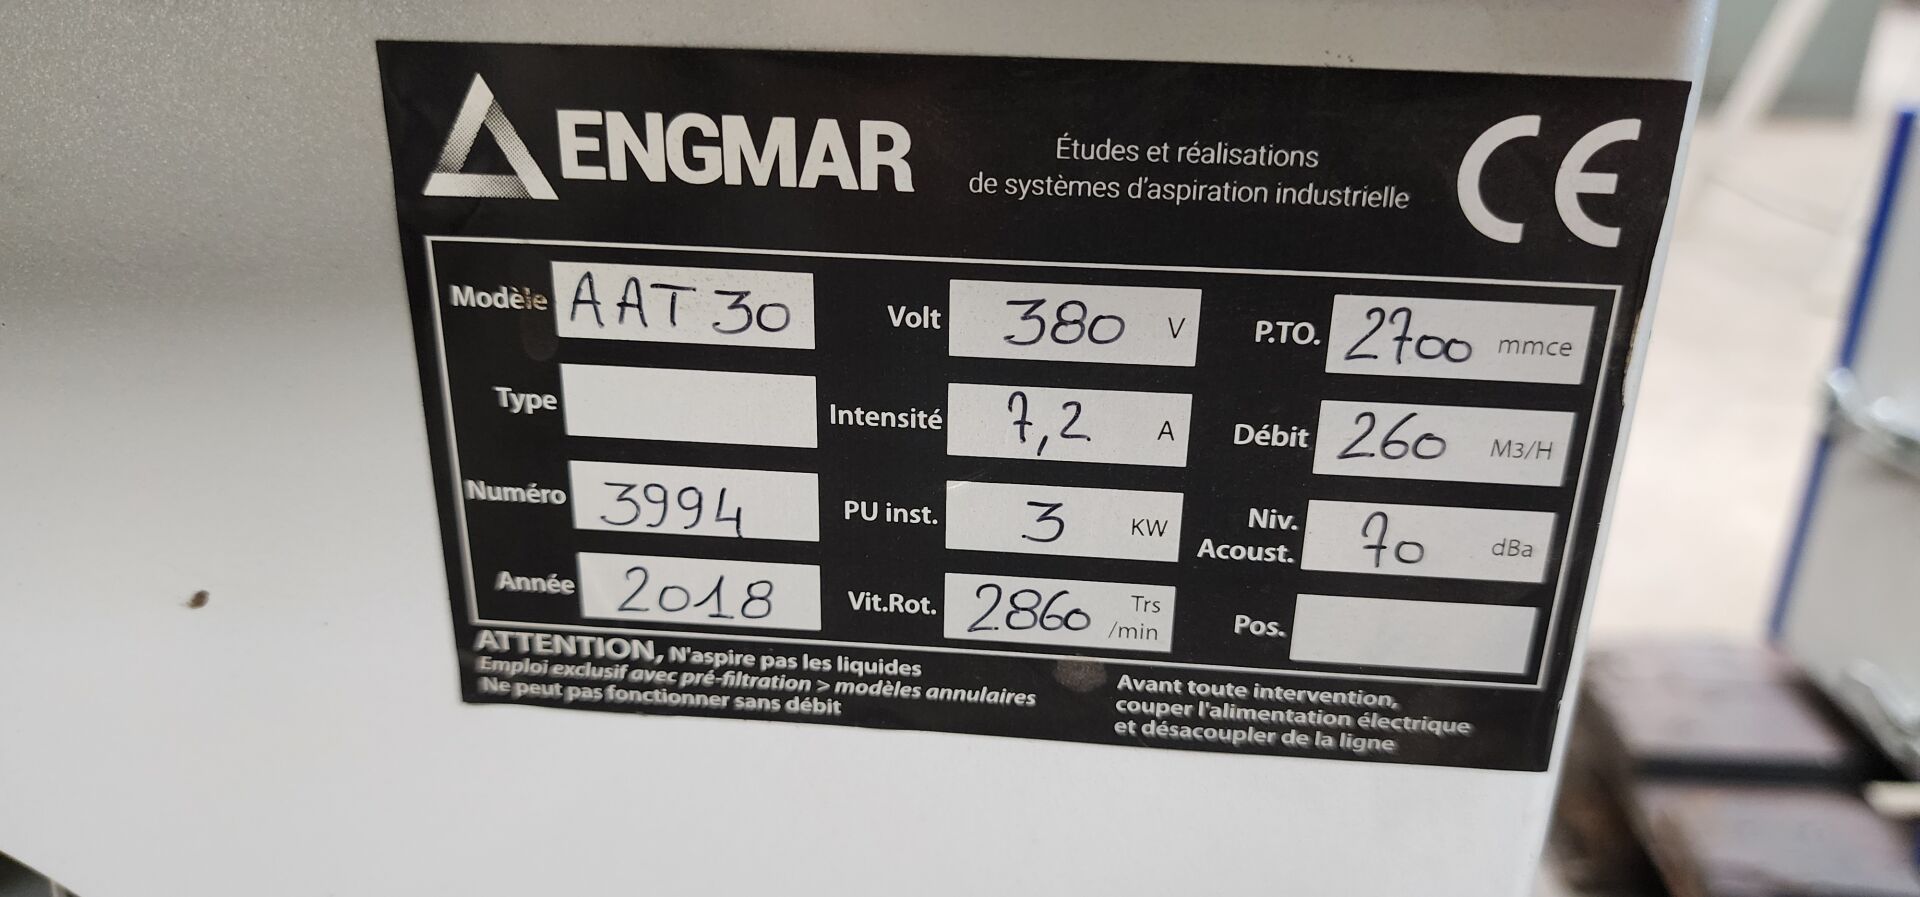 ENGMAR
Études et réalisations
de systèmes d'aspiration industrielle
CE
Modèle AAT 30
Type
Numéro 3994
Année 2018
Volt 380 V
Intensité 7,2 A
PU inst. 3 KW
Vit.Rot. 2860 Trs /min
P.TO. 2700 mmce
Débit 260 M3/H
Niv. Acoust. 70 dBa
Pos.
ATTENTION, N'aspire pas les liquides
Emploi exclusif avec pré-filtration > modèles annulaires
Ne peut pas fonctionner sans débit
Avant toute intervention,
couper l'alimentation électrique
et désacoupler de la ligne